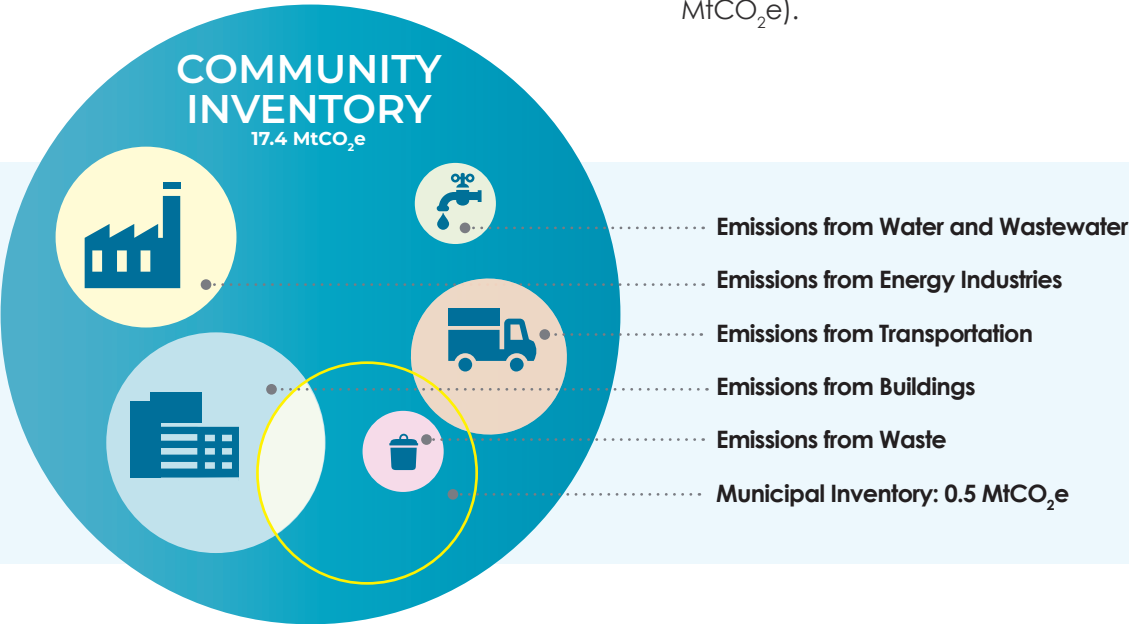 MtCO₂e).
COMMUNITY
INVENTORY
17.4 MtCO₂e
Emissions from Water and Wastewater
Emissions from Energy Industries
Emissions from Transportation
Emissions from Buildings
Emissions from Waste
Municipal Inventory: 0.5 MtCO₂e